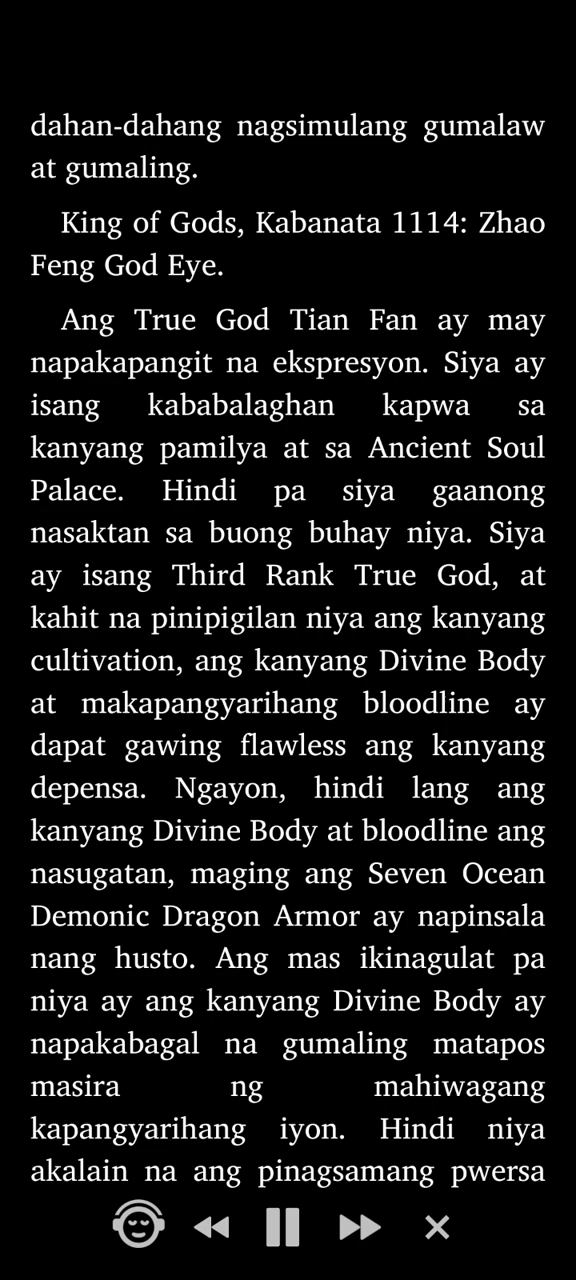 dahan-dahang nagsimulang gumalaw
at gumaling.
King of Gods, Kabanata 1114: Zhao
Feng God Eye.
Ang True God Tian Fan ay may
napakapangit na ekspresyon. Siya ay
isang kababalaghan kapwa sa
kanyang pamilya at sa Ancient Soul
Palace. Hindi pa siya gaanong
nasaktan sa buong buhay niya. Siya
ay isang Third Rank True God, at
kahit na pinipigilan niya ang kanyang
cultivation, ang kanyang Divine Body
at makapangyarihang bloodline ay
dapat gawing flawless ang kanyang
depensa. Ngayon, hindi lang ang
kanyang Divine Body at bloodline ang
nasugatan, maging ang Seven Ocean
Demonic Dragon Armor ay napinsala
nang husto. Ang mas ikinagulat pa
niya ay ang kanyang Divine Body ay
napakabagal na gumaling matapos
masira ng mahiwagang
kapangyarihang iyon. Hindi niya
akalain na ang pinagsamang pwersa